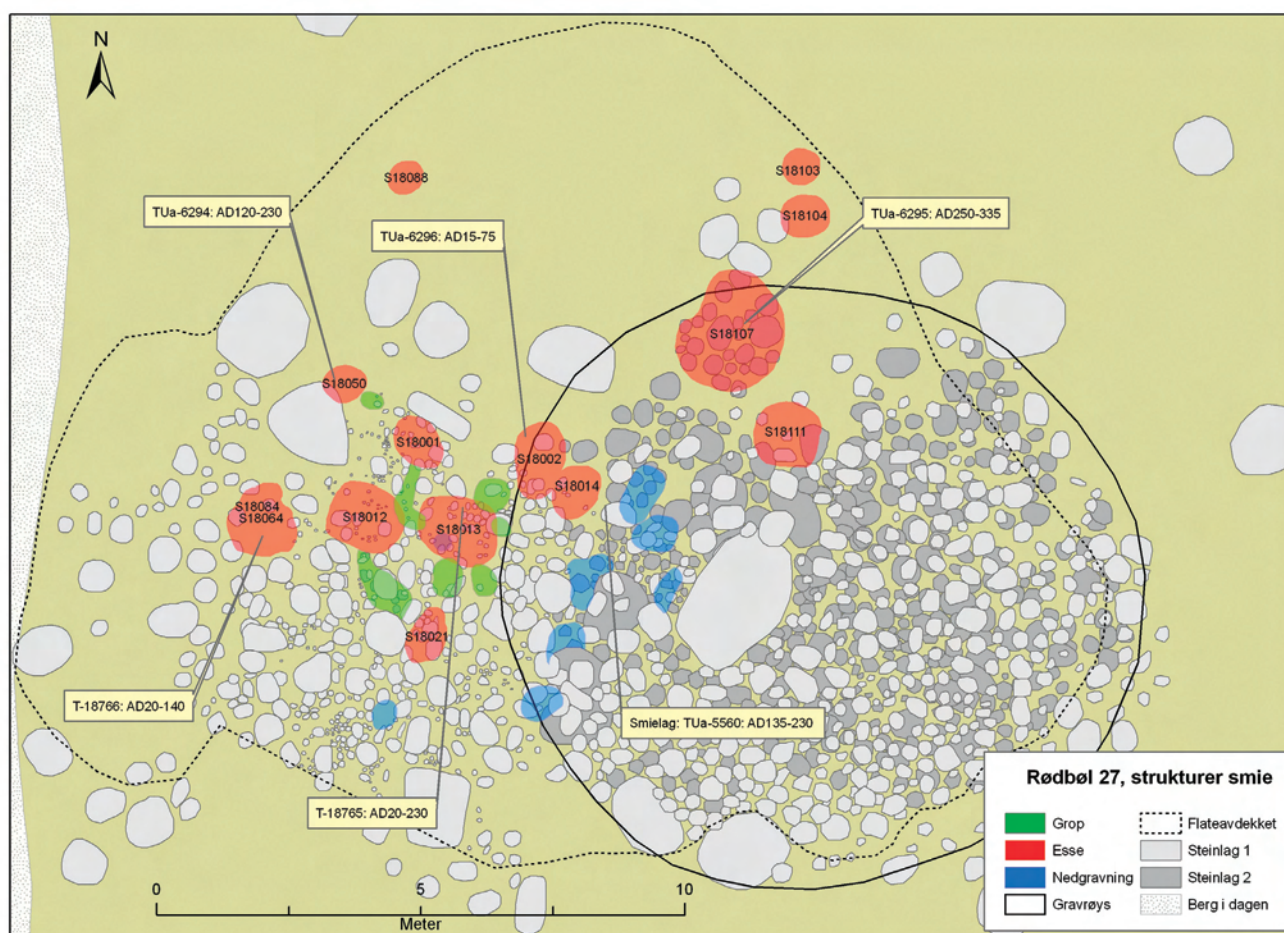 N
S18088
S18103
TUa-6294: AD120-230
S18104
TUa-6295: AD250-335
TUa-6296: AD15-75
S18107
S18050
S18001
S18111
S18002
S18014
S18084
S18064
S18012
S18013
S18021
T-18766: AD20-140
Smielag: TUa-5560: AD135-230
T-18765: AD20-230
0
5
10
Meter
Rødbøl 27, strukturer smie
Grop
Flateavdekket
Esse
Steinlag 1
Nedgravning
Steinlag 2
Gravrøys
Berg i dagen